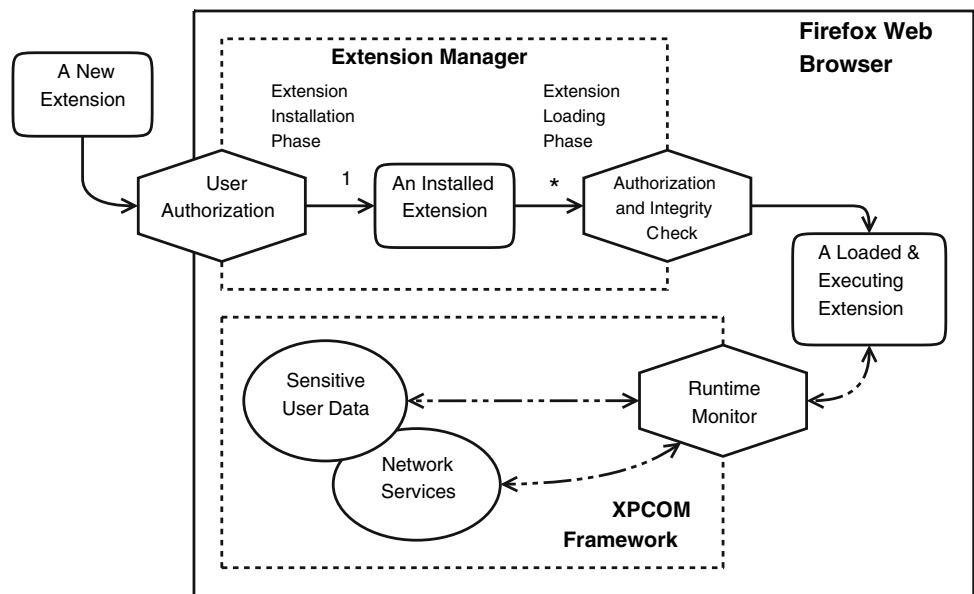 Firefox Web
Browser
Extension Manager
A New
Extension
Extension
Installation
Phase
Extension
Loading
Phase
User
Authorization
1
An Installed
Extension
*
Authorization
and Integrity
Check
A Loaded &
Executing
Extension
Sensitive
User Data
Runtime
Monitor
Network
Services
XPCOM
Framework